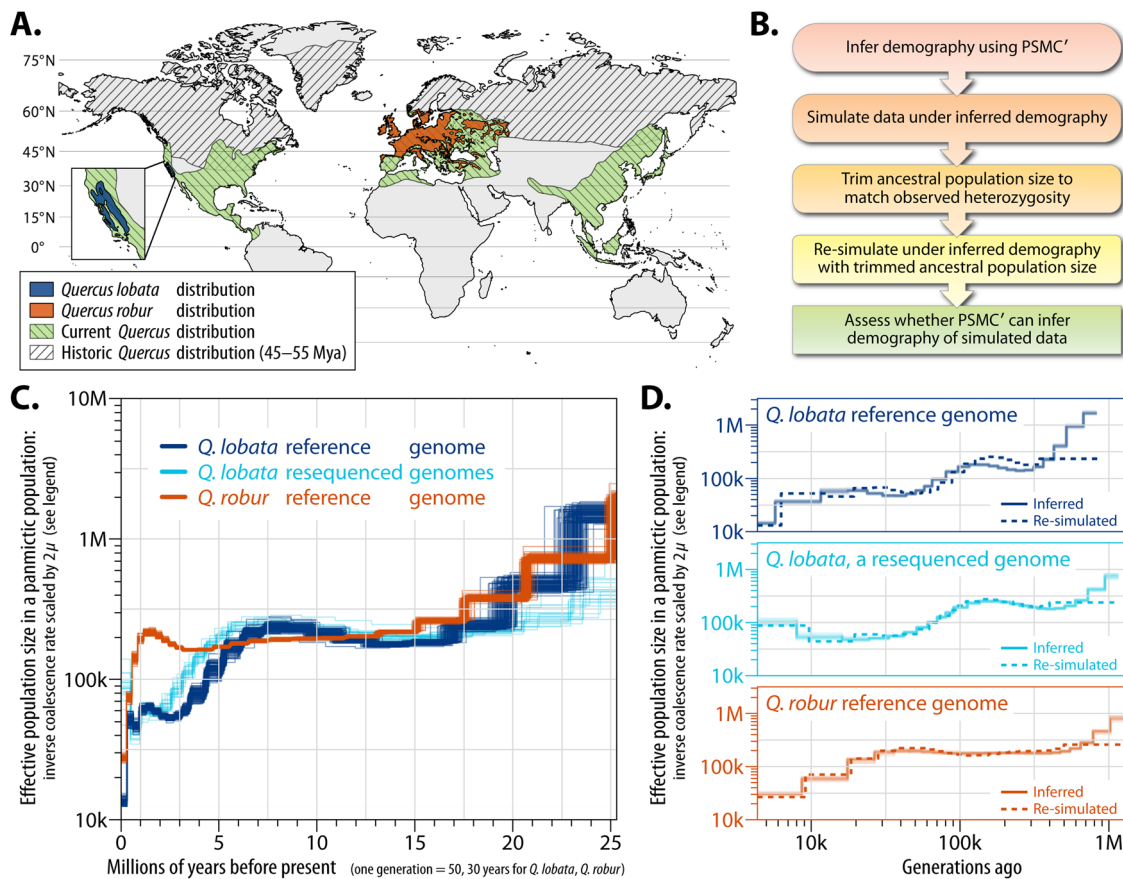 A.
75°N
60°N
45°N
30°N
15°N
0°
Quercus lobata distribution
Quercus robur distribution
Current Quercus distribution
Historic Quercus distribution (45–55 Mya)
B.
Infer demography using PSMC′
Simulate data under inferred demography
Trim ancestral population size to
match observed heterozygosity
Re-simulate under inferred demography
with trimmed ancestral population size
Assess whether PSMC′ can infer
demography of simulated data
C.
Effective population size in a panmictic population:
inverse coalescence rate scaled by 2μ (see legend)
10M
1M
100k
10k
Q. lobata reference genome
Q. lobata resequenced genomes
Q. robur reference genome
0 5 10 15 20 25
Millions of years before present (one generation = 50, 30 years for Q. lobata, Q. robur)
D.
Effective population size in a panmictic population:
inverse coalescence rate scaled by 2μ (see legend)
Q. lobata reference genome
1M
100k
10k
Inferred
Re-simulated
Q. lobata, a resequenced genome
1M
100k
10k
Inferred
Re-simulated
Q. robur reference genome
1M
100k
10k
Inferred
Re-simulated
10k 100k 1M
Generations ago